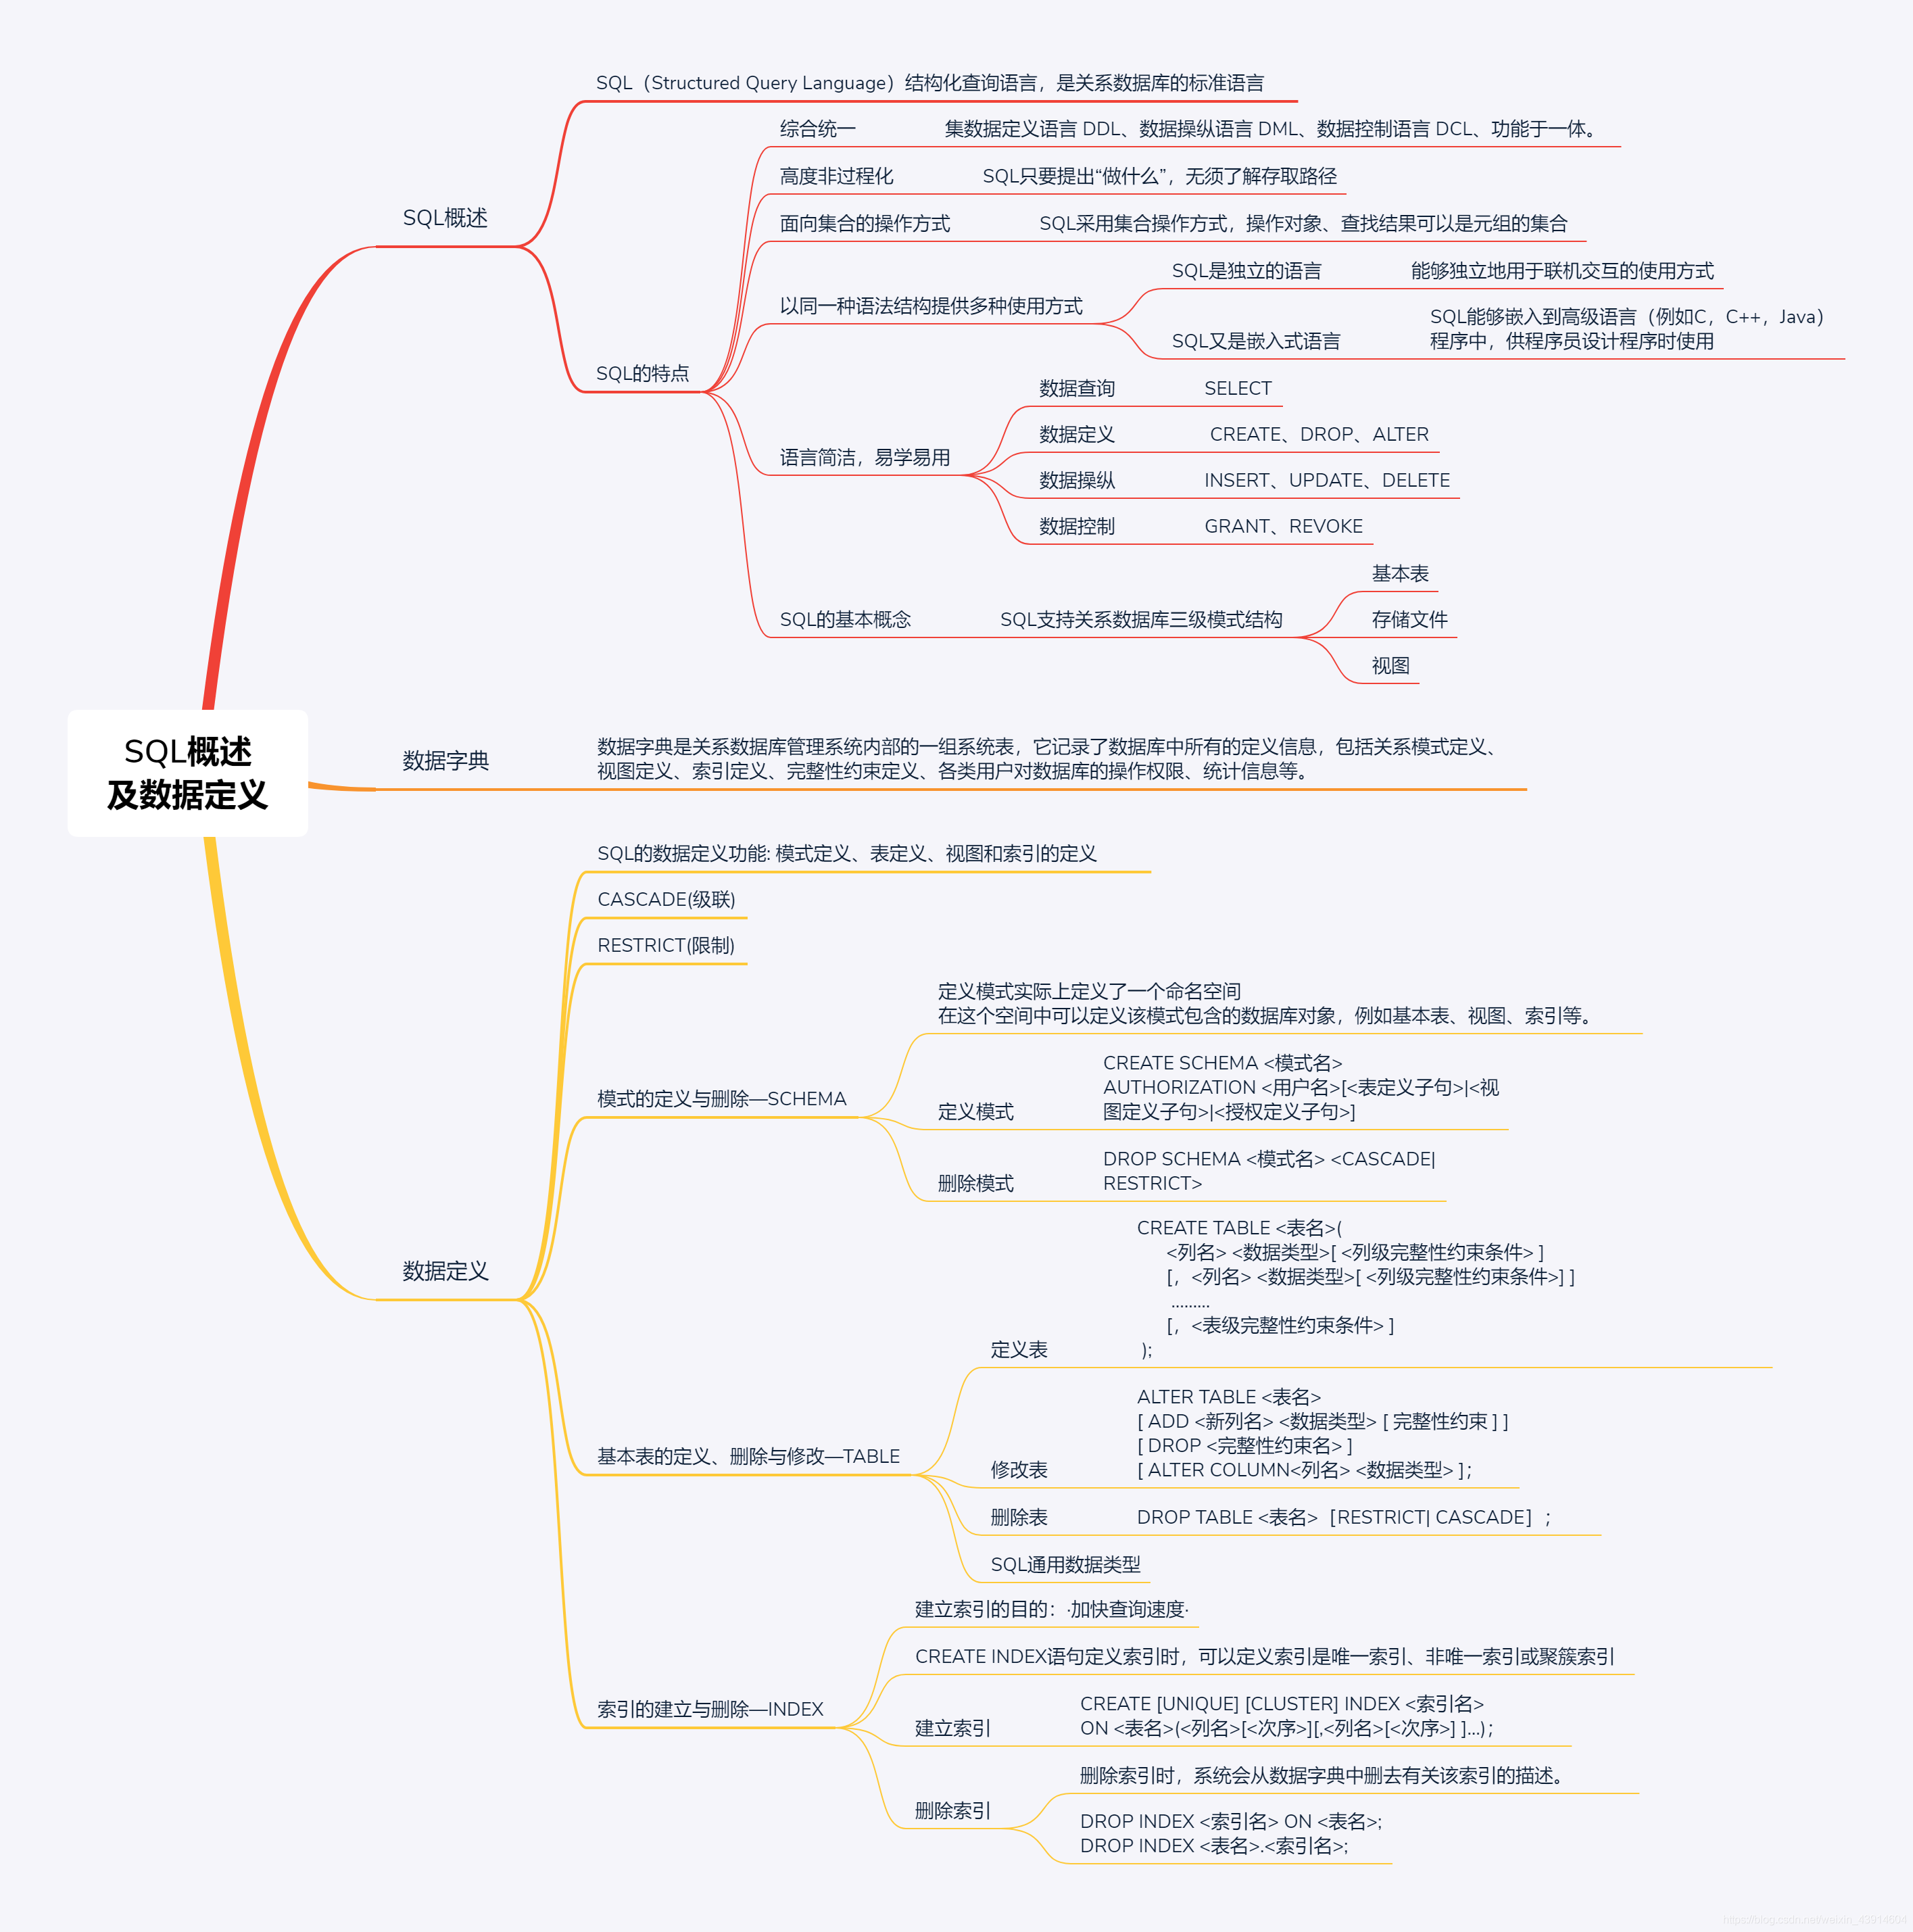 SQL（Structured Query Language）结构化查询语言，是关系数据库的标准语言
综合统一
集数据定义语言 DDL、数据操纵语言 DML、数据控制语言 DCL、功能于一体。
高度非过程化
SQL只要提出“做什么”，无须了解存取路径
SQL概述
面向集合的操作方式
SQL采用集合操作方式，操作对象、查找结果可以是元组的集合
SQL是独立的语言
能够独立地用于联机交互的使用方式
以同一种语法结构提供多种使用方式
SQL能够嵌入到高级语言（例如C，C++，Java）
SQL又是嵌入式语言
程序中，供程序员设计程序时使用
SQL的特点
数据查询
SELECT
数据定义
CREATE、DROP、ALTER
语言简洁，易学易用
数据操纵
INSERT、UPDATE、DELETE
数据控制
GRANT、REVOKE
基本表
SQL的基本概念
SQL支持关系数据库三级模式结构
存储文件
视图
SQL概述
及数据定义
数据字典
数据字典是关系数据库管理系统内部的一组系统表，它记录了数据库中所有的定义信息，包括关系模式定义、
视图定义、索引定义、完整性约束定义、各类用户对数据库的操作权限、统计信息等。
SQL的数据定义功能: 模式定义、表定义、视图和索引的定义
CASCADE(级联)
RESTRICT(限制)
定义模式实际上定义了一个命名空间
在这个空间中可以定义该模式包含的数据库对象，例如基本表、视图、索引等。
模式的定义与删除—SCHEMA
定义模式
CREATE SCHEMA <模式名>
AUTHORIZATION <用户名>[<表定义子句>|<视
图定义子句>|<授权定义子句>]
删除模式
DROP SCHEMA <模式名> <CASCADE|
RESTRICT>
数据定义
CREATE TABLE <表名>(
<列名> <数据类型>[ <列级完整性约束条件> ]
[，<列名> <数据类型>[ <列级完整性约束条件>] ]
.........
[，<表级完整性约束条件> ]
定义表
);
基本表的定义、删除与修改—TABLE
ALTER TABLE <表名>
[ ADD <新列名> <数据类型> [ 完整性约束 ] ]
[ DROP <完整性约束名> ]
修改表
[ ALTER COLUMN<列名> <数据类型> ]；
删除表
DROP TABLE <表名>［RESTRICT| CASCADE］；
SQL通用数据类型
建立索引的目的：·加快查询速度·
CREATE INDEX语句定义索引时，可以定义索引是唯一索引、非唯一索引或聚簇索引
索引的建立与删除—INDEX
建立索引
CREATE [UNIQUE] [CLUSTER] INDEX <索引名>
ON <表名>(<列名>[<次序>][,<列名>[<次序>] ]…)；
删除索引
删除索引时，系统会从数据字典中删去有关该索引的描述。
DROP INDEX <索引名> ON <表名>;
DROP INDEX <表名>.<索引名>;
https://blog.csdn.net/weixin_43914604